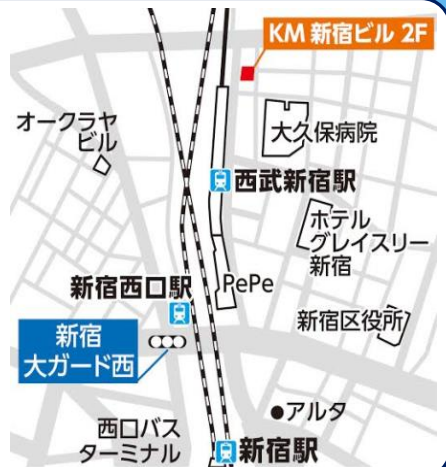 KM 新宿ビル 2F
オークラヤ
ビル
大久保病院
西武新宿駅
ホテル
グレイスリー
新宿
新宿西口駅
PePe
新宿区役所
新宿
大ガード西
アルタ
西口バス
ターミナル
新宿駅